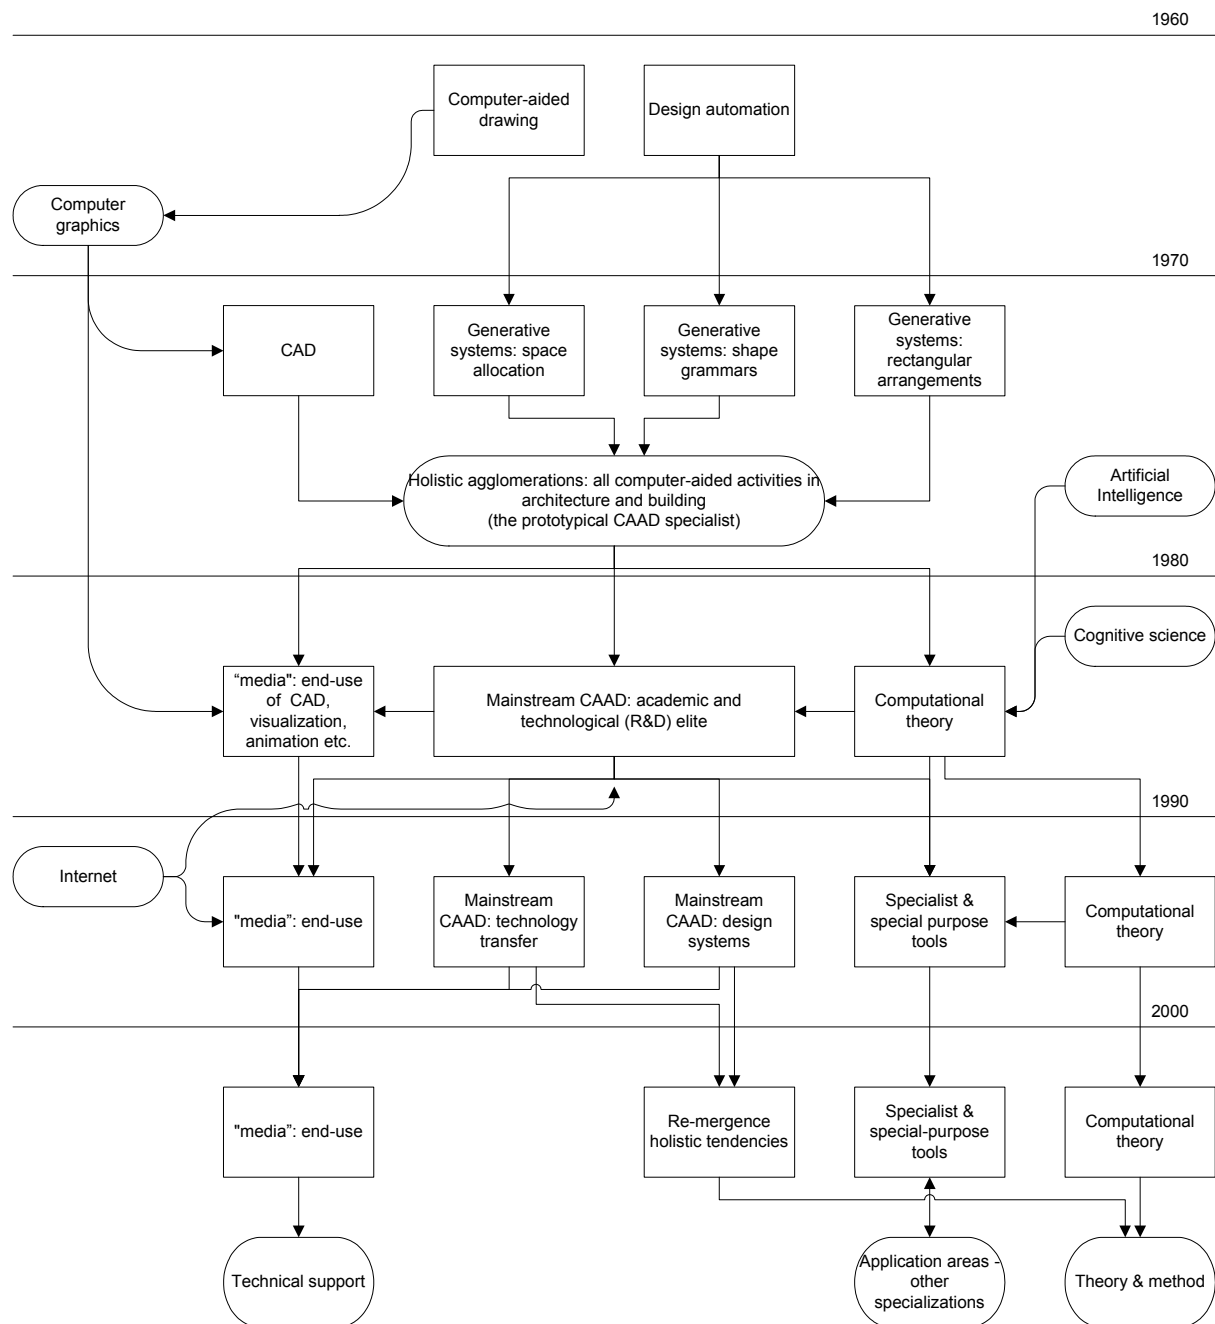 1960
Computer-aided
drawing
Design automation
Computer
graphics
1970
CAD
Generative
systems: space
allocation
Generative
systems: shape
grammars
Generative
systems:
rectangular
arrangements
Holistic agglomerations: all computer-aided activities in
architecture and building
(the prototypical CAAD specialist)
Artificial
Intelligence
1980
Cognitive science
“media": end-use
of CAD,
visualization,
animation etc.
Mainstream CAAD: academic and
technological (R&D) elite
Computational
theory
1990
Internet
"media”: end-use
Mainstream
CAAD: technology
transfer
Mainstream
CAAD: design
systems
Specialist &
special purpose
tools
Computational
theory
2000
"media”: end-use
Re-mergence
holistic tendencies
Specialist &
special-purpose
tools
Computational
theory
Technical support
Application areas -
other
specializations
Theory & method